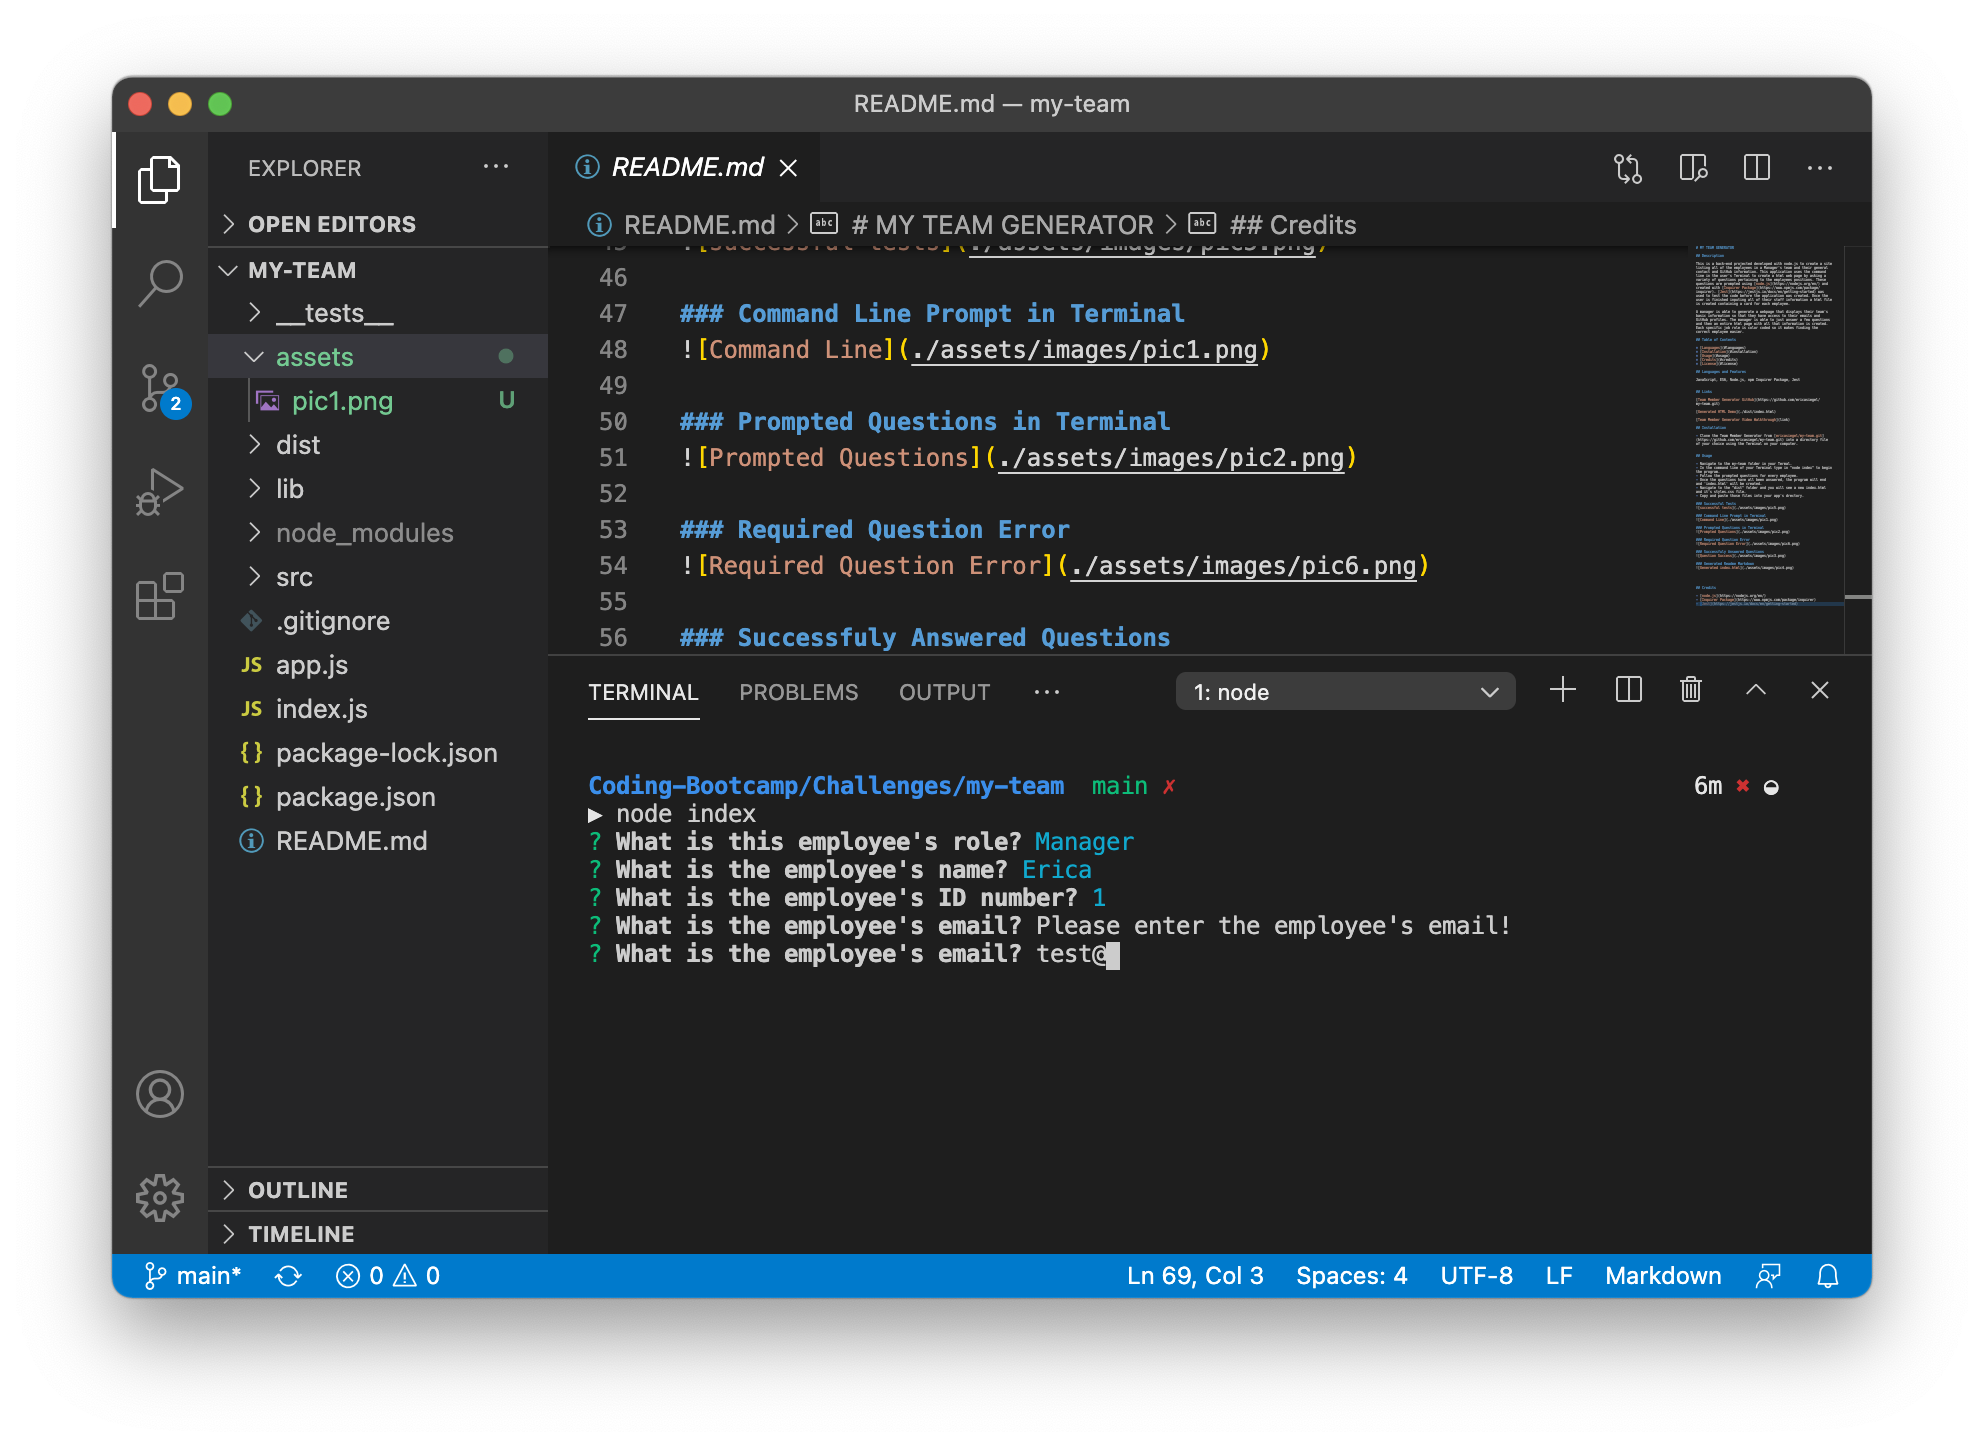 README.md — my-team
EXPLORER
OPEN EDITORS
MY-TEAM
__tests__
assets
pic1.png U
dist
lib
node_modules
src
.gitignore
JS app.js
JS index.js
{} package-lock.json
{} package.json
README.md
OUTLINE
TIMELINE
2
README.md
README.md > abc # MY TEAM GENERATOR > abc ## Credits
46
47 ### Command Line Prompt in Terminal
48 ![Command Line](./assets/images/pic1.png)
49
50 ### Prompted Questions in Terminal
51 ![Prompted Questions](./assets/images/pic2.png)
52
53 ### Required Question Error
54 ![Required Question Error](./assets/images/pic6.png)
55
56 ### Successfuly Answered Questions
TERMINAL PROBLEMS OUTPUT ··· 1: node
Coding-Bootcamp/Challenges/my-team main ✗ 6m ✖
▶ node index
? What is this employee's role? Manager
? What is the employee's name? Erica
? What is the employee's ID number? 1
? What is the employee's email? Please enter the employee's email!
? What is the employee's email? test@
main* 0 0 Ln 69, Col 3 Spaces: 4 UTF-8 LF Markdown